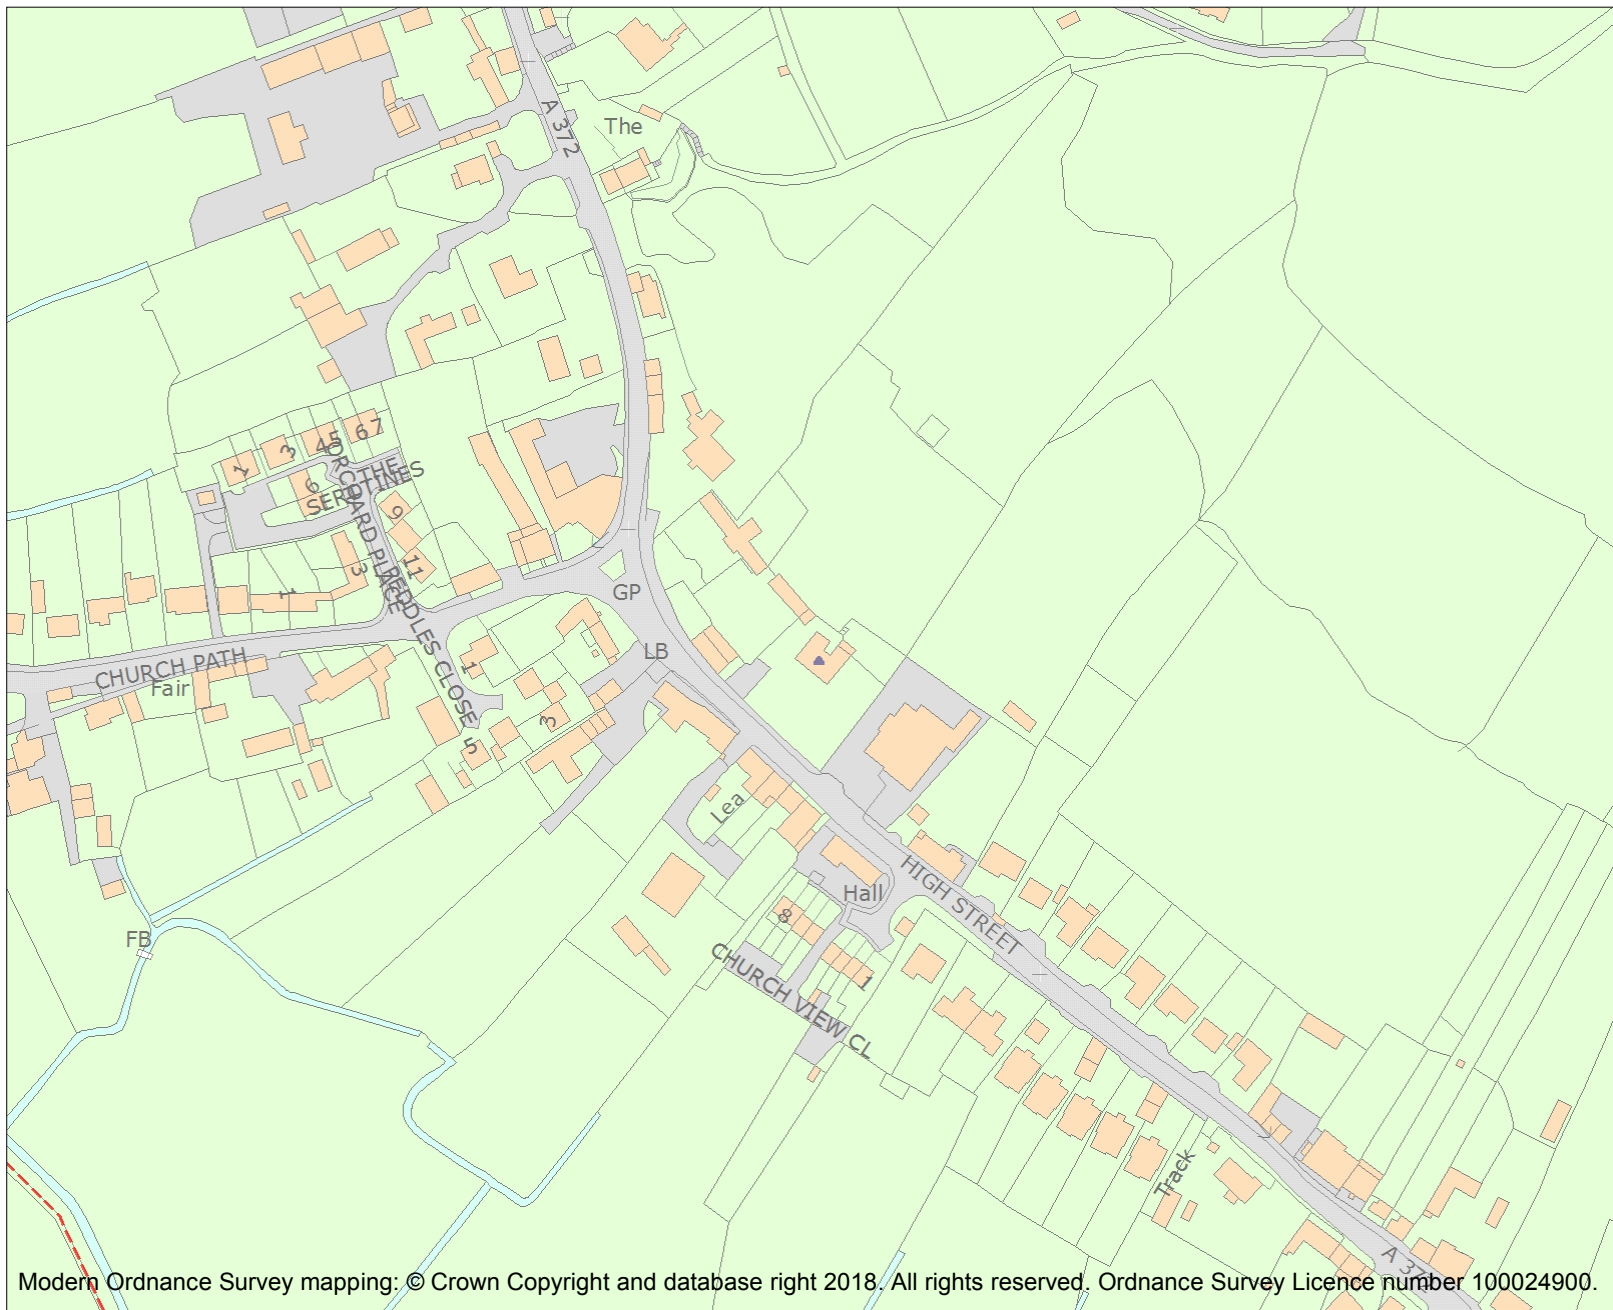 A 372
The
1
3
4 5
6 7
THE SEROTINES
ORCHARD PLACE
6
9
11
3
1
GP
CHURCH PATH
Fair
PEDDLES CLOSE
1
LB
3
5
Lea
HIGH STREET
Hall
8
1
FB
CHURCH VIEW CL
Track
A 372
Modern Ordnance Survey mapping: © Crown Copyright and database right 2018. All rights reserved. Ordnance Survey Licence number 100024900.